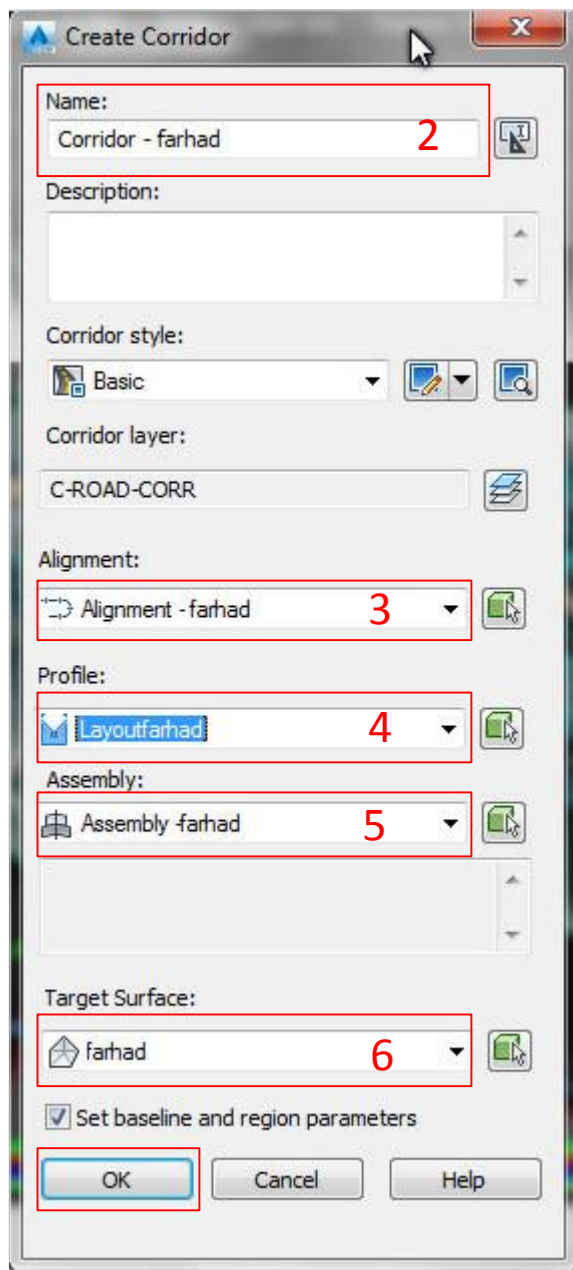 Create Corridor
Name:
Corridor - farhad 2
Description:
Corridor style:
Basic
Corridor layer:
C-ROAD-CORR
Alignment:
Alignment - farhad 3
Profile:
Layoutfarhad 4
Assembly:
Assembly -farhad 5
Target Surface:
farhad 6
Set baseline and region parameters
OK Cancel Help